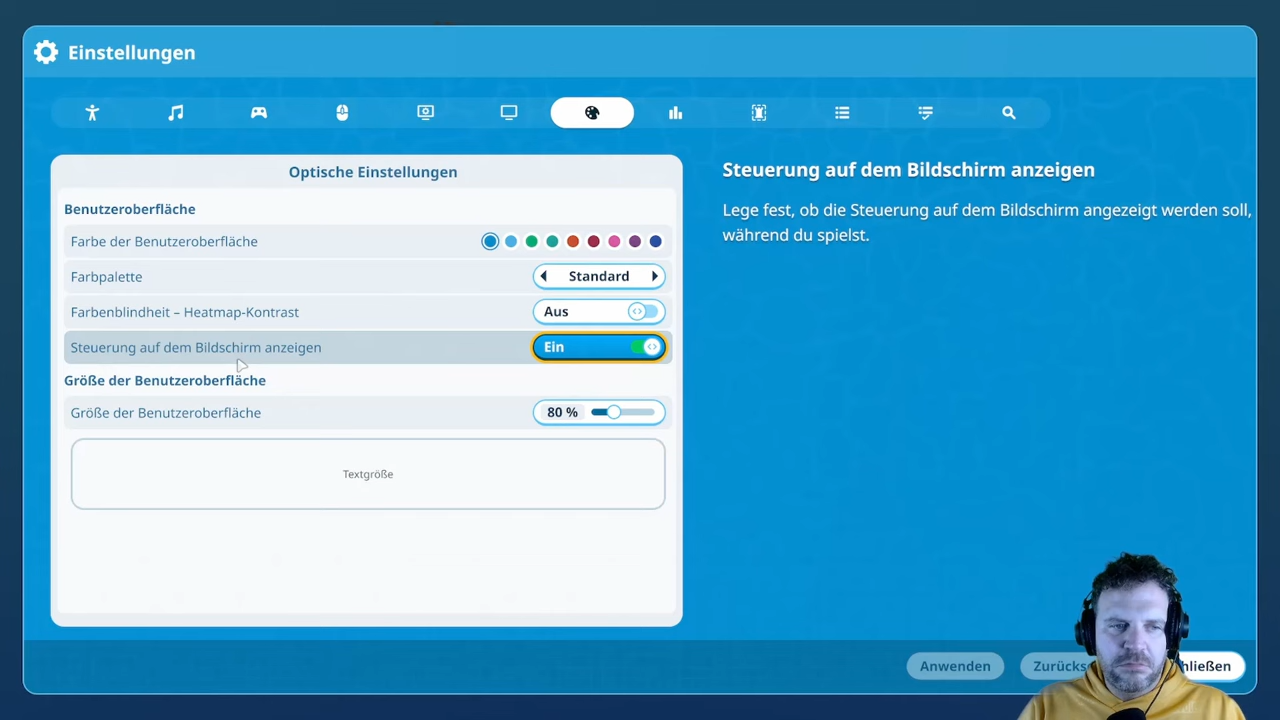 Einstellungen
Optische Einstellungen
Benutzeroberfläche
Farbe der Benutzeroberfläche
Farbpalette
Standard
Farbenblindheit – Heatmap-Kontrast
Aus
Steuerung auf dem Bildschirm anzeigen
Ein
Größe der Benutzeroberfläche
Größe der Benutzeroberfläche
80 %
Textgröße
Steuerung auf dem Bildschirm anzeigen
Lege fest, ob die Steuerung auf dem Bildschirm angezeigt werden soll,
während du spielst.
Anwenden